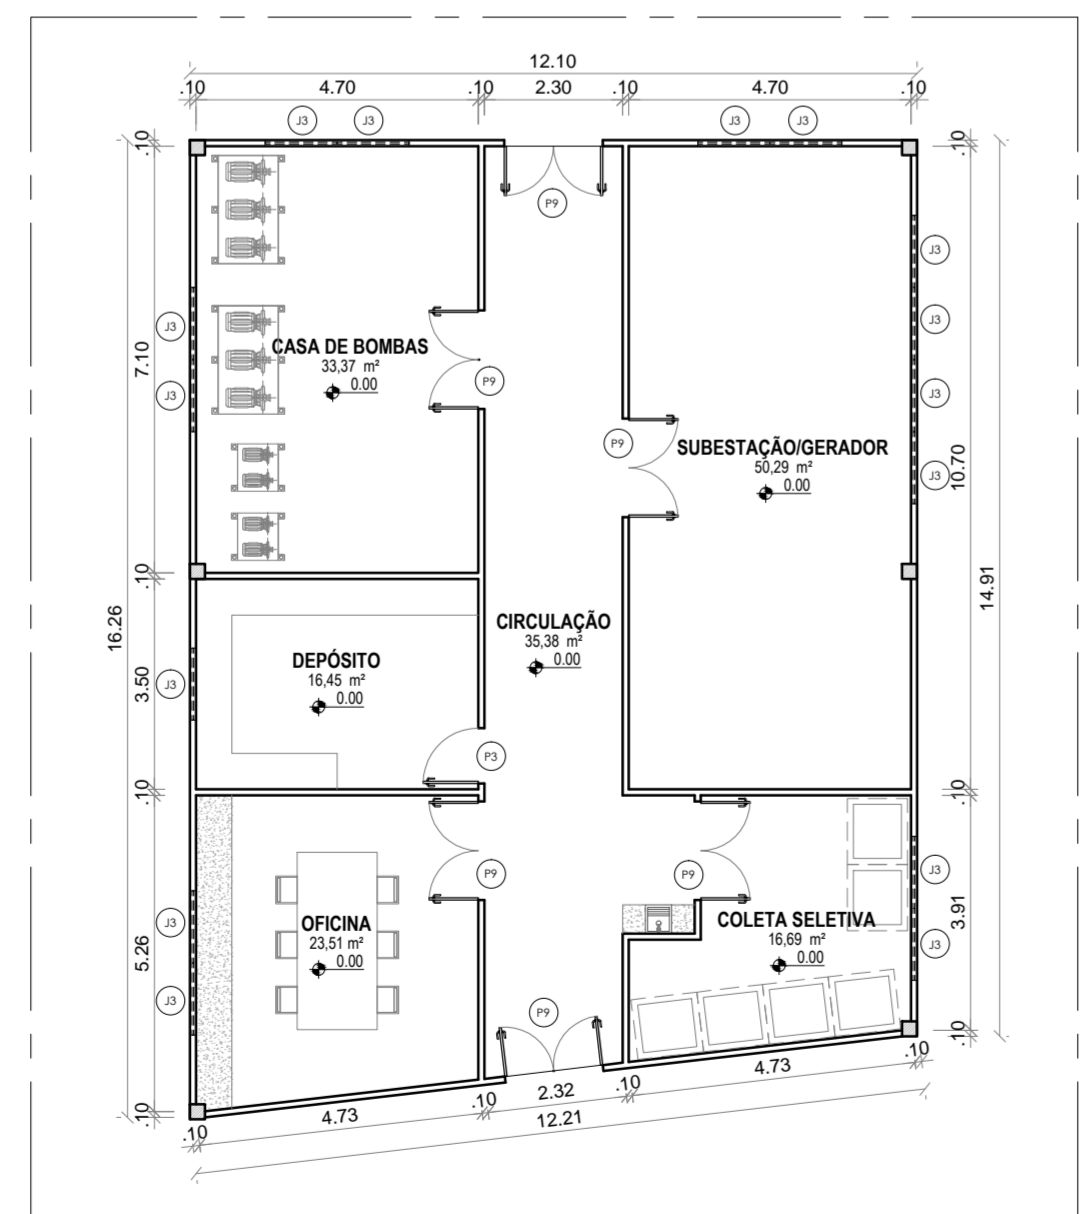 12.10
.10 4.70 .10 2.30 .10 4.70 .10
J3 J3 J3 J3
.10 .10
P9
J3
J3 J3
CASA DE BOMBAS
33,37 m²
0.00
7.10
P9
J3 J3
P9
SUBESTAÇÃO/GERADOR
50,29 m²
0.00
J3 10.70
.10
16.26
14.91
CIRCULAÇÃO
35,38 m²
0.00
DEPÓSITO
16,45 m²
0.00
3.50 J3
P3
.10 .10
P9 P9 J3
OFICINA
23,51 m²
0.00
COLETA SELETIVA
16,69 m²
0.00
J3 3.91
5.26 J3
J3
P9
.10
.10 4.73 .10 2.32 .10 4.73 .10
.10
12.21